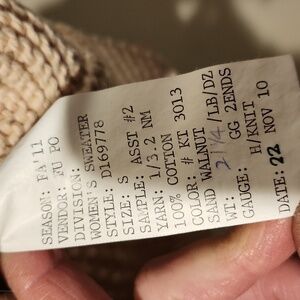 SEASON: FA'11
VENDOR: WU PO
DIVISION:
WOMEN'S SWEATER
STYLE: D169778
SIZE: S
SAMPLE: ASST #2
YARN: 1/3.2 NM
100% COTTON
COLOR: # KT 3013
SAND WALNUT
WT: 21 1/4 /LB/DZ
GG 2ENDS
GAUGE: F/KNIT
DATE: 22 NOV 10